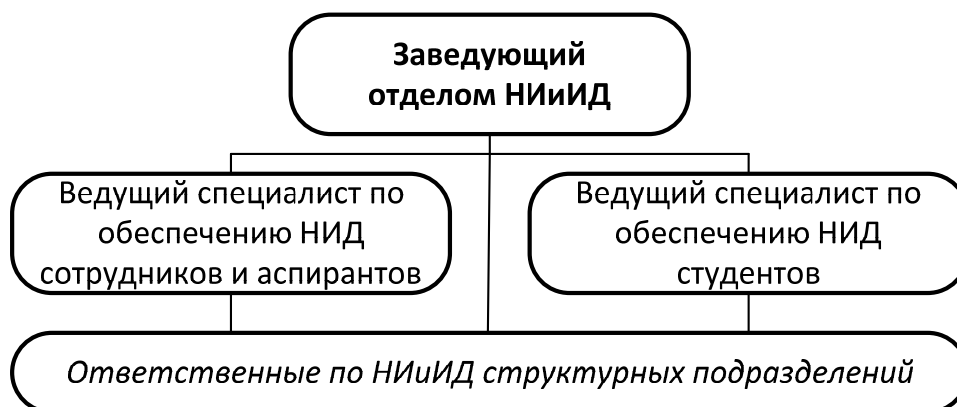 Заведующий
отделом НИиИД
Ведущий специалист по
обеспечению НИД
сотрудников и аспирантов
Ведущий специалист по
обеспечению НИД
студентов
Ответственные по НИиИД структурных подразделений